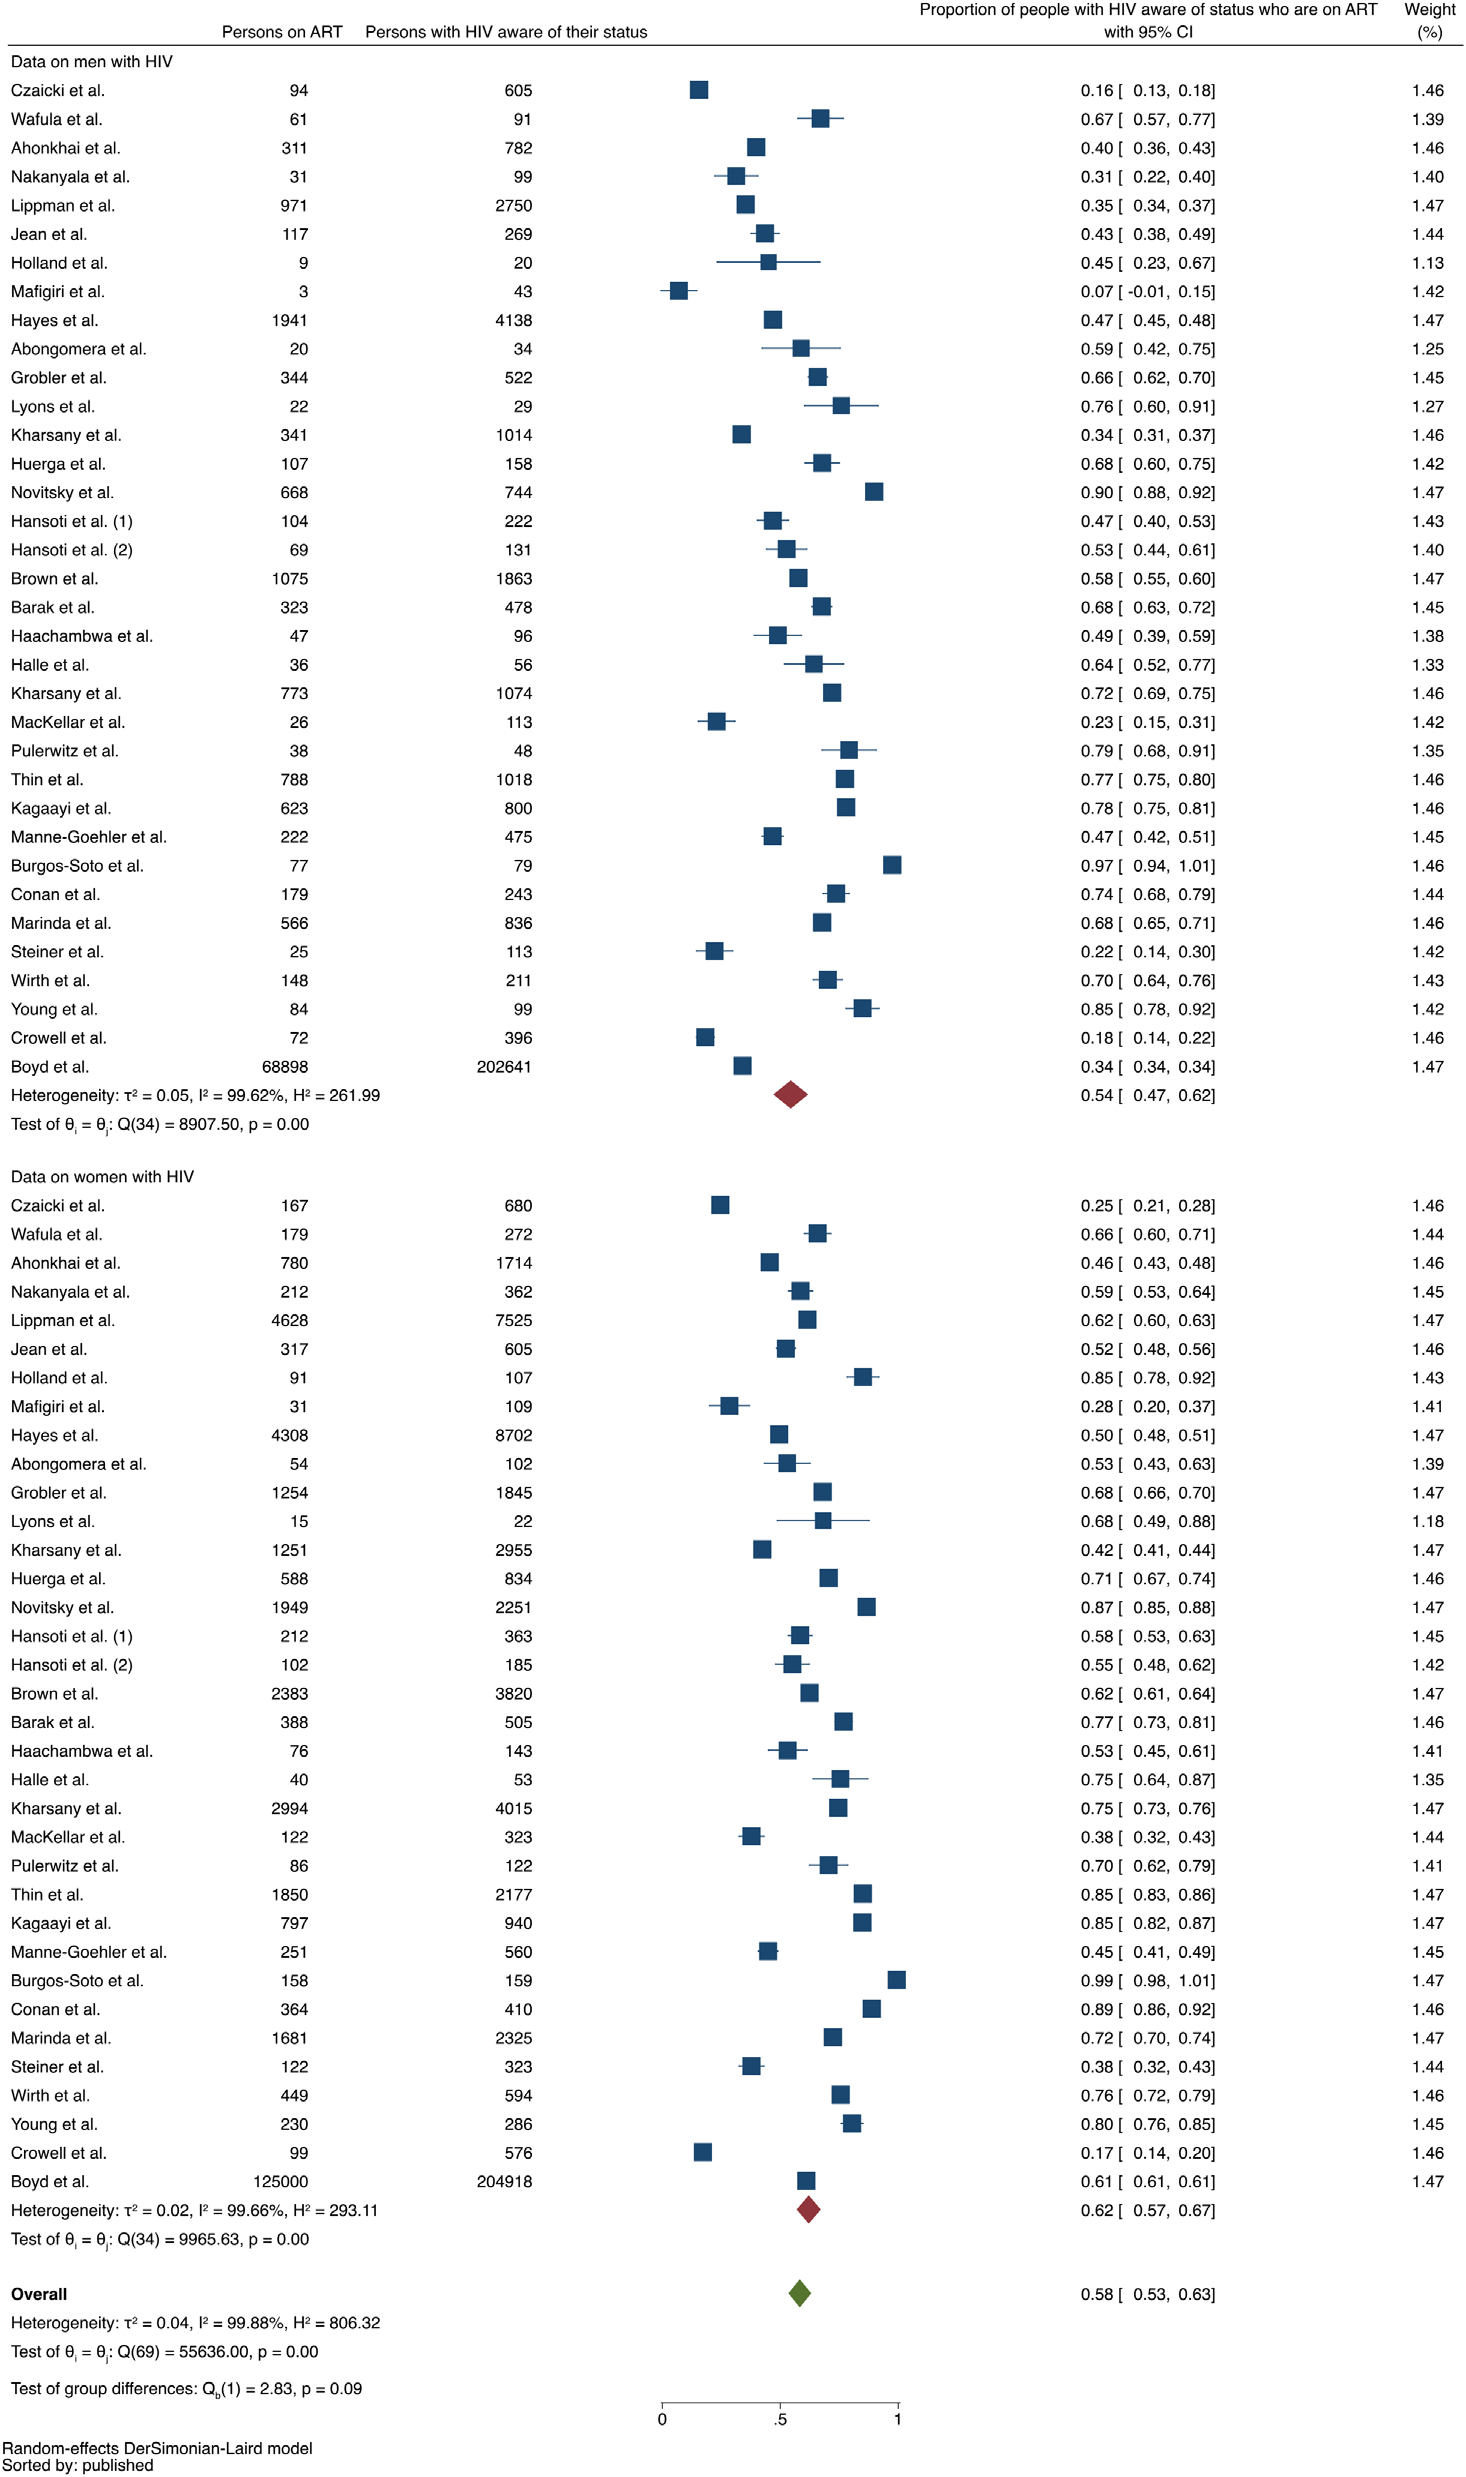 Proportion of people with HIV aware of status who are on ART Weight
Persons on ART Persons with HIV aware of their status with 95% CI (%)
Data on men with HIV
Czaicki et al. 94 605 0.16 [ 0.13, 0.18] 1.46
Wafula et al. 61 91 0.67 [ 0.57, 0.77] 1.39
Ahonkhai et al. 311 782 0.40 [ 0.36, 0.43] 1.46
Nakanyala et al. 31 99 0.31 [ 0.22, 0.40] 1.40
Lippman et al. 971 2750 0.35 [ 0.34, 0.37] 1.47
Jean et al. 117 269 0.43 [ 0.38, 0.49] 1.44
Holland et al. 9 20 0.45 [ 0.23, 0.67] 1.13
Mafigiri et al. 3 43 0.07 [ -0.01, 0.15] 1.42
Hayes et al. 1941 4138 0.47 [ 0.45, 0.48] 1.47
Abongomera et al. 20 34 0.59 [ 0.42, 0.75] 1.25
Grobler et al. 344 522 0.66 [ 0.62, 0.70] 1.45
Lyons et al. 22 29 0.76 [ 0.60, 0.91] 1.27
Kharsany et al. 341 1014 0.34 [ 0.31, 0.37] 1.46
Huerga et al. 107 158 0.68 [ 0.60, 0.75] 1.42
Novitsky et al. 668 744 0.90 [ 0.88, 0.92] 1.47
Hansoti et al. (1) 104 222 0.47 [ 0.40, 0.53] 1.43
Hansoti et al. (2) 69 131 0.53 [ 0.44, 0.61] 1.40
Brown et al. 1075 1863 0.58 [ 0.55, 0.60] 1.47
Barak et al. 323 478 0.68 [ 0.63, 0.72] 1.45
Haachambwa et al. 47 96 0.49 [ 0.39, 0.59] 1.38
Halle et al. 36 56 0.64 [ 0.52, 0.77] 1.33
Kharsany et al. 773 1074 0.72 [ 0.69, 0.75] 1.46
MacKellar et al. 26 113 0.23 [ 0.15, 0.31] 1.42
Pulerwitz et al. 38 48 0.79 [ 0.68, 0.91] 1.35
Thin et al. 788 1018 0.77 [ 0.75, 0.80] 1.46
Kagaayi et al. 623 800 0.78 [ 0.75, 0.81] 1.46
Manne-Goehler et al. 222 475 0.47 [ 0.42, 0.51] 1.45
Burgos-Soto et al. 77 79 0.97 [ 0.94, 1.01] 1.46
Conan et al. 179 243 0.74 [ 0.68, 0.79] 1.44
Marinda et al. 566 836 0.68 [ 0.65, 0.71] 1.46
Steiner et al. 25 113 0.22 [ 0.14, 0.30] 1.42
Wirth et al. 148 211 0.70 [ 0.64, 0.76] 1.43
Young et al. 84 99 0.85 [ 0.78, 0.92] 1.42
Crowell et al. 72 396 0.18 [ 0.14, 0.22] 1.46
Boyd et al. 68898 202641 0.34 [ 0.34, 0.34] 1.47
Heterogeneity: τ² = 0.05, I² = 99.62%, H² = 261.99 0.54 [ 0.47, 0.62]
Test of θi = θj: Q(34) = 8907.50, p = 0.00
Data on women with HIV
Czaicki et al. 167 680 0.25 [ 0.21, 0.28] 1.46
Wafula et al. 179 272 0.66 [ 0.60, 0.71] 1.44
Ahonkhai et al. 780 1714 0.46 [ 0.43, 0.48] 1.46
Nakanyala et al. 212 362 0.59 [ 0.53, 0.64] 1.45
Lippman et al. 4628 7525 0.62 [ 0.60, 0.63] 1.47
Jean et al. 317 605 0.52 [ 0.48, 0.56] 1.46
Holland et al. 91 107 0.85 [ 0.78, 0.92] 1.43
Mafigiri et al. 31 109 0.28 [ 0.20, 0.37] 1.41
Hayes et al. 4308 8702 0.50 [ 0.48, 0.51] 1.47
Abongomera et al. 54 102 0.53 [ 0.43, 0.63] 1.39
Grobler et al. 1254 1845 0.68 [ 0.66, 0.70] 1.47
Lyons et al. 15 22 0.68 [ 0.49, 0.88] 1.18
Kharsany et al. 1251 2955 0.42 [ 0.41, 0.44] 1.47
Huerga et al. 588 834 0.71 [ 0.67, 0.74] 1.46
Novitsky et al. 1949 2251 0.87 [ 0.85, 0.88] 1.47
Hansoti et al. (1) 212 363 0.58 [ 0.53, 0.63] 1.45
Hansoti et al. (2) 102 185 0.55 [ 0.48, 0.62] 1.42
Brown et al. 2383 3820 0.62 [ 0.61, 0.64] 1.47
Barak et al. 388 505 0.77 [ 0.73, 0.81] 1.46
Haachambwa et al. 76 143 0.53 [ 0.45, 0.61] 1.41
Halle et al. 40 53 0.75 [ 0.64, 0.87] 1.35
Kharsany et al. 2994 4015 0.75 [ 0.73, 0.76] 1.47
MacKellar et al. 122 323 0.38 [ 0.32, 0.43] 1.44
Pulerwitz et al. 86 122 0.70 [ 0.62, 0.79] 1.41
Thin et al. 1850 2177 0.85 [ 0.83, 0.86] 1.47
Kagaayi et al. 797 940 0.85 [ 0.82, 0.87] 1.47
Manne-Goehler et al. 251 560 0.45 [ 0.41, 0.49] 1.45
Burgos-Soto et al. 158 159 0.99 [ 0.98, 1.01] 1.47
Conan et al. 364 410 0.89 [ 0.86, 0.92] 1.46
Marinda et al. 1681 2325 0.72 [ 0.70, 0.74] 1.47
Steiner et al. 122 323 0.38 [ 0.32, 0.43] 1.44
Wirth et al. 449 594 0.76 [ 0.72, 0.79] 1.46
Young et al. 230 286 0.80 [ 0.76, 0.85] 1.45
Crowell et al. 99 576 0.17 [ 0.14, 0.20] 1.46
Boyd et al. 125000 204918 0.61 [ 0.61, 0.61] 1.47
Heterogeneity: τ² = 0.02, I² = 99.66%, H² = 293.11 0.62 [ 0.57, 0.67]
Test of θi = θj: Q(34) = 9965.63, p = 0.00
Overall 0.58 [ 0.53, 0.63]
Heterogeneity: τ² = 0.04, I² = 99.88%, H² = 806.32
Test of θi = θj: Q(69) = 55636.00, p = 0.00
Test of group differences: Qb(1) = 2.83, p = 0.09
0 .5 1
Random-effects DerSimonian-Laird model
Sorted by: published